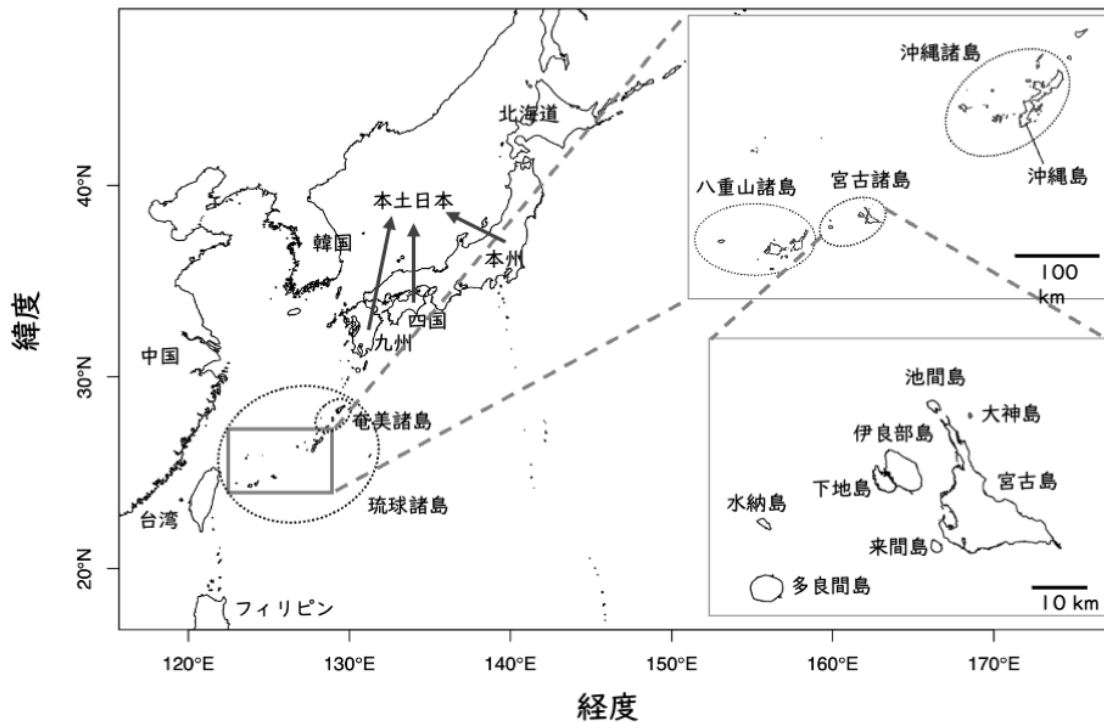 緯度
40°N
30°N
20°N
120°E
130°E
140°E
150°E
160°E
170°E
経度
北海道
本土日本
韓国
本州
四国
九州
中国
奄美諸島
琉球諸島
台湾
フィリピン
沖縄諸島
沖縄島
八重山諸島
宮古諸島
100
km
池間島
大神島
伊良部島
下地島
宮古島
水納島
来間島
多良間島
10 km